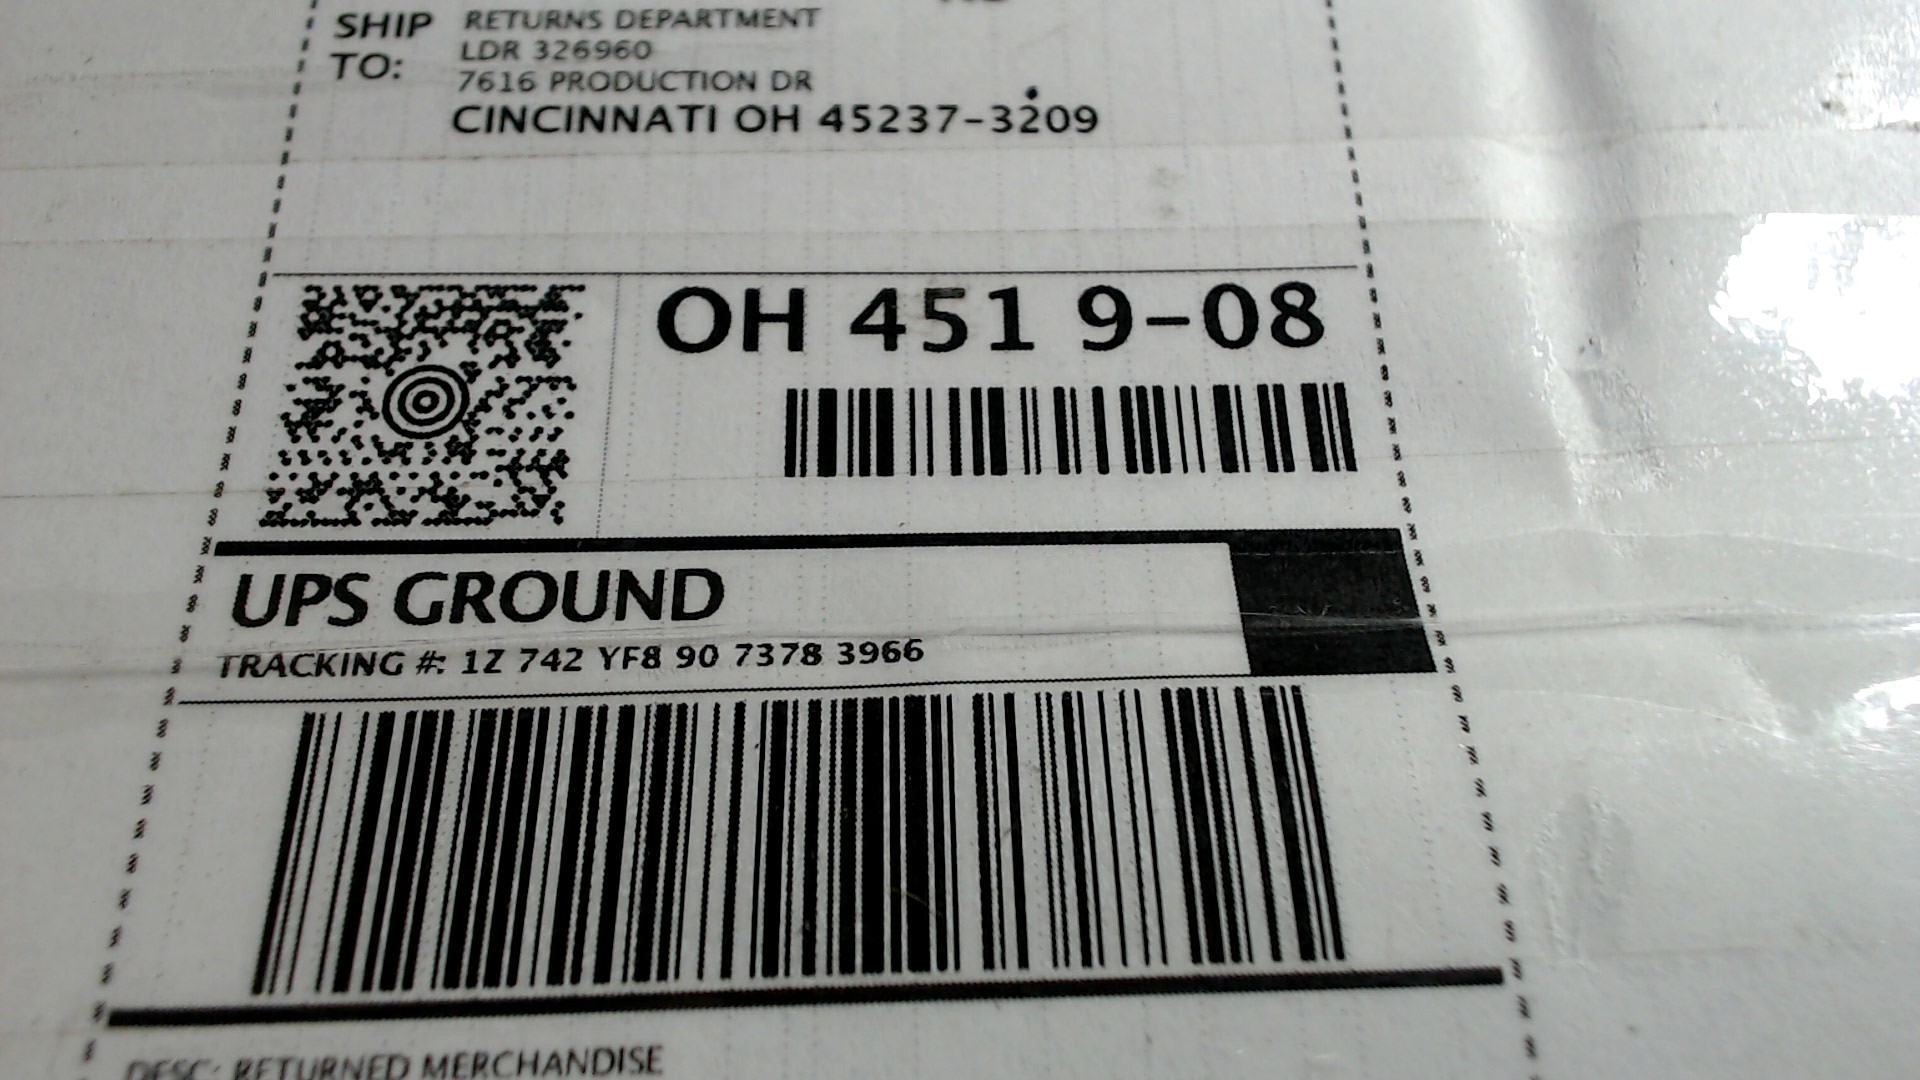 SHIP TO:
RETURNS DEPARTMENT
LDR 326960
7616 PRODUCTION DR
CINCINNATI OH 45237-3209
OH 451 9-08
UPS GROUND
TRACKING #: 1Z 742 YF8 90 7378 3966
DESC: RETURNED MERCHANDISE